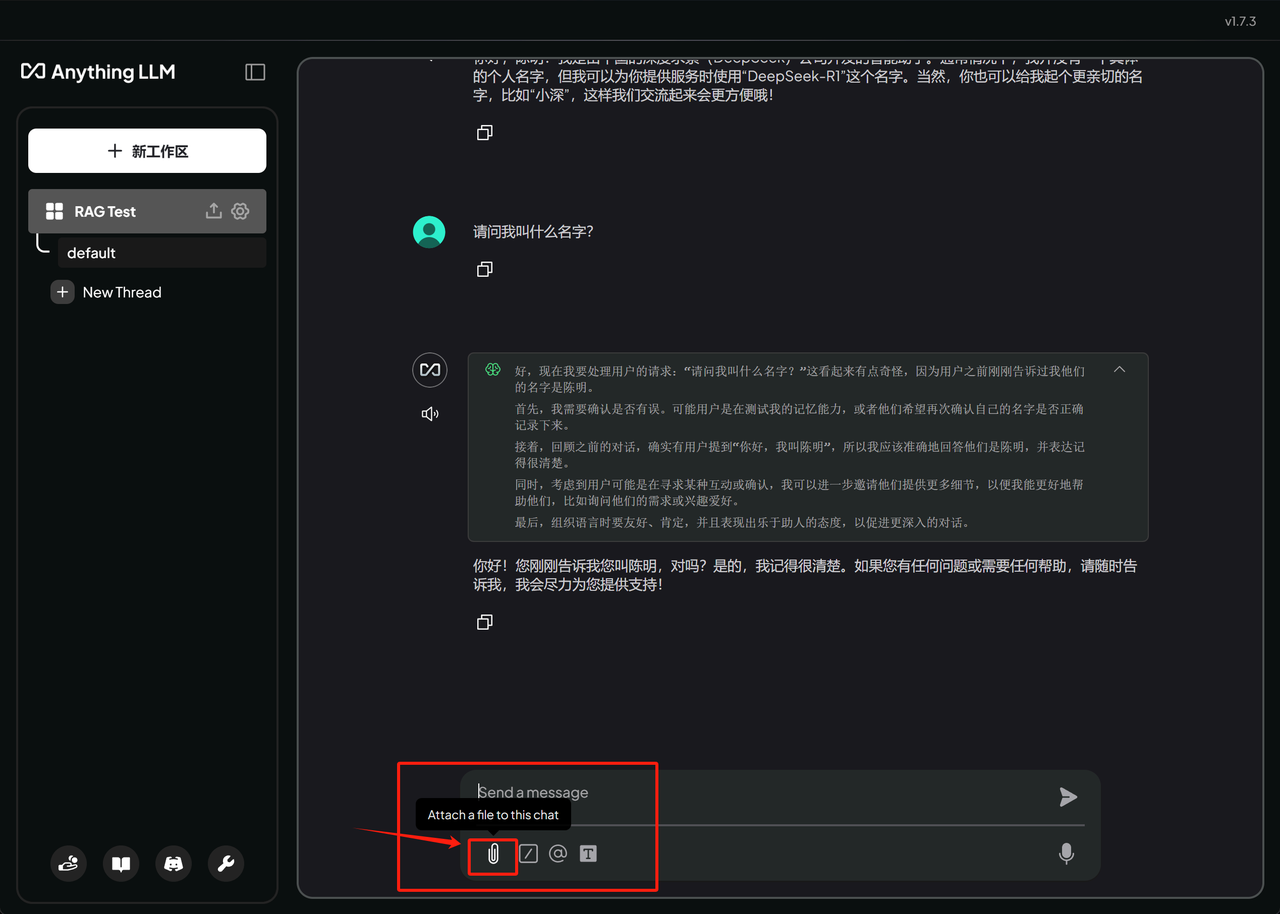 v1.7.3
Anything LLM
新工作区
RAG Test
default
New Thread
的个人名字，但我可以为你提供服务时使用“DeepSeek-R1”这个名字。当然，你也可以给我起个更亲切的名
字，比如“小深”，这样我们交流起来会更方便哦！
请问我叫什么名字？
好，现在我要处理用户的请求：“请问我叫什么名字？”这看起来有点奇怪，因为用户之前刚刚告诉过我他们
的名字是陈明。
首先，我需要确认是否有误。可能用户是在测试我的记忆能力，或者他们希望再次确认自己的名字是否正确
记录下来。
接着，回顾之前的对话，确实有用户提到“你好，我叫陈明”，所以我应该准确地回答他们是陈明，并表达记
得很清楚。
同时，考虑到用户可能是在寻求某种互动或确认，我可以进一步邀请他们提供更多细节，以便我能更好地帮
助他们，比如询问他们的需求或兴趣爱好。
最后，组织语言时要友好、肯定，并且表现出乐于助人的态度，以促进更深入的对话。
你好！您刚刚告诉我您叫陈明，对吗？是的，我记得很清楚。如果您有任何问题或需要任何帮助，请随时告
诉我，我会尽力为您提供支持！
Send a message
Attach a file to this chat